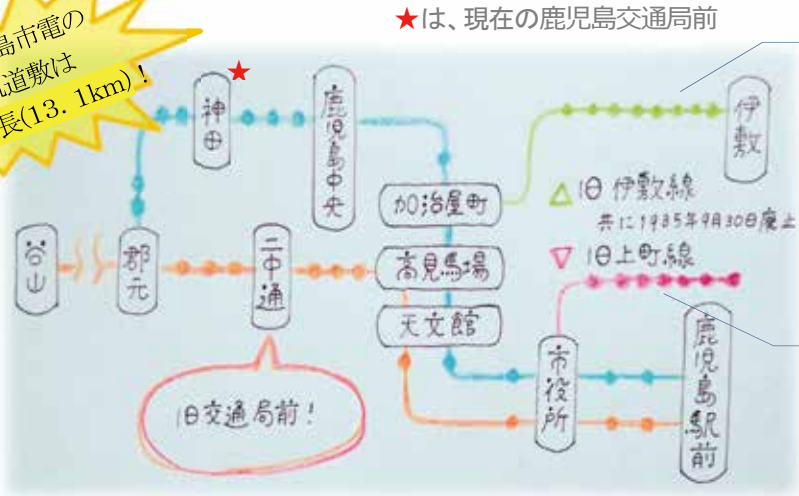 島市電の
道敷は
長(13.1km)!
★は、現在の鹿児島交通局前
神田
★
鹿児島中央
伊敷
加治屋町
△旧伊敷線
共に1985年9月30日廃止
▽旧上町線
谷山
郡元
二中通
高見馬場
天文館
市役所
鹿児島駅前
旧交通局前!